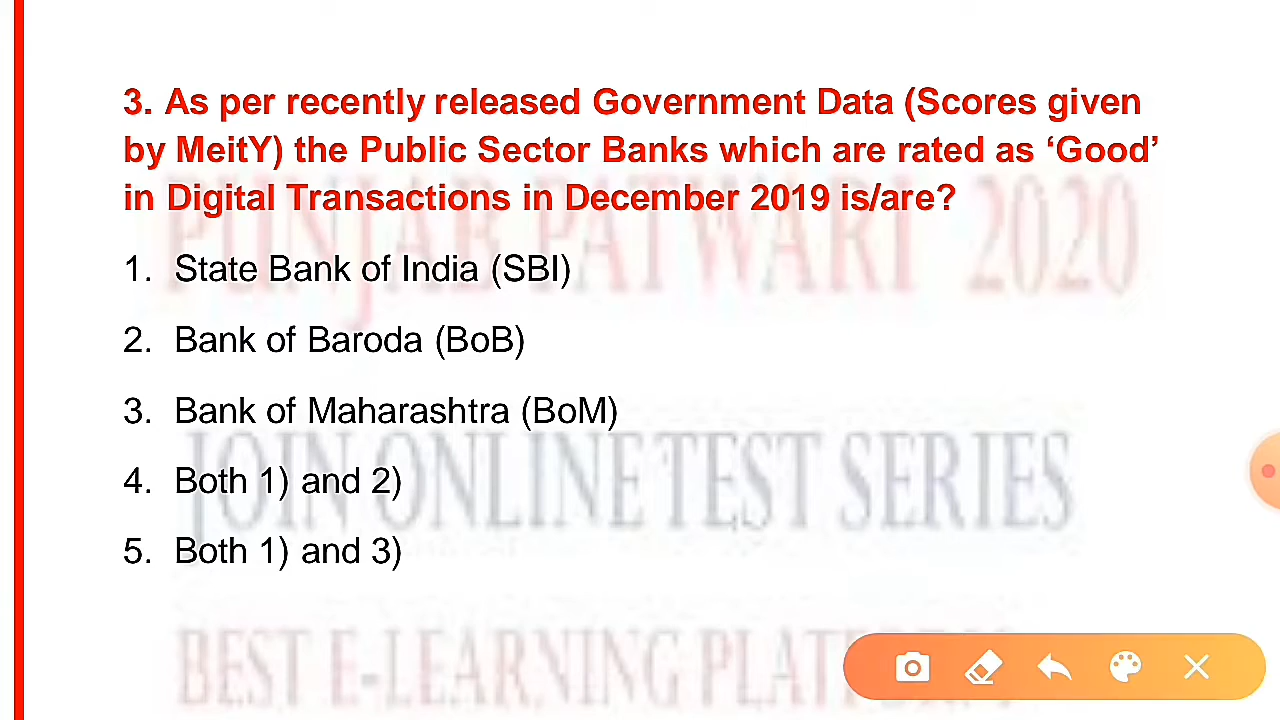 3. As per recently released Government Data (Scores given
by MeitY) the Public Sector Banks which are rated as ‘Good’
in Digital Transactions in December 2019 is/are?
PUNJAB PATWARI 2020
1. State Bank of India (SBI)
2. Bank of Baroda (BoB)
3. Bank of Maharashtra (BoM)
JOIN ONLINE TEST SERIES
4. Both 1) and 2)
5. Both 1) and 3)
BEST E-LEARNING